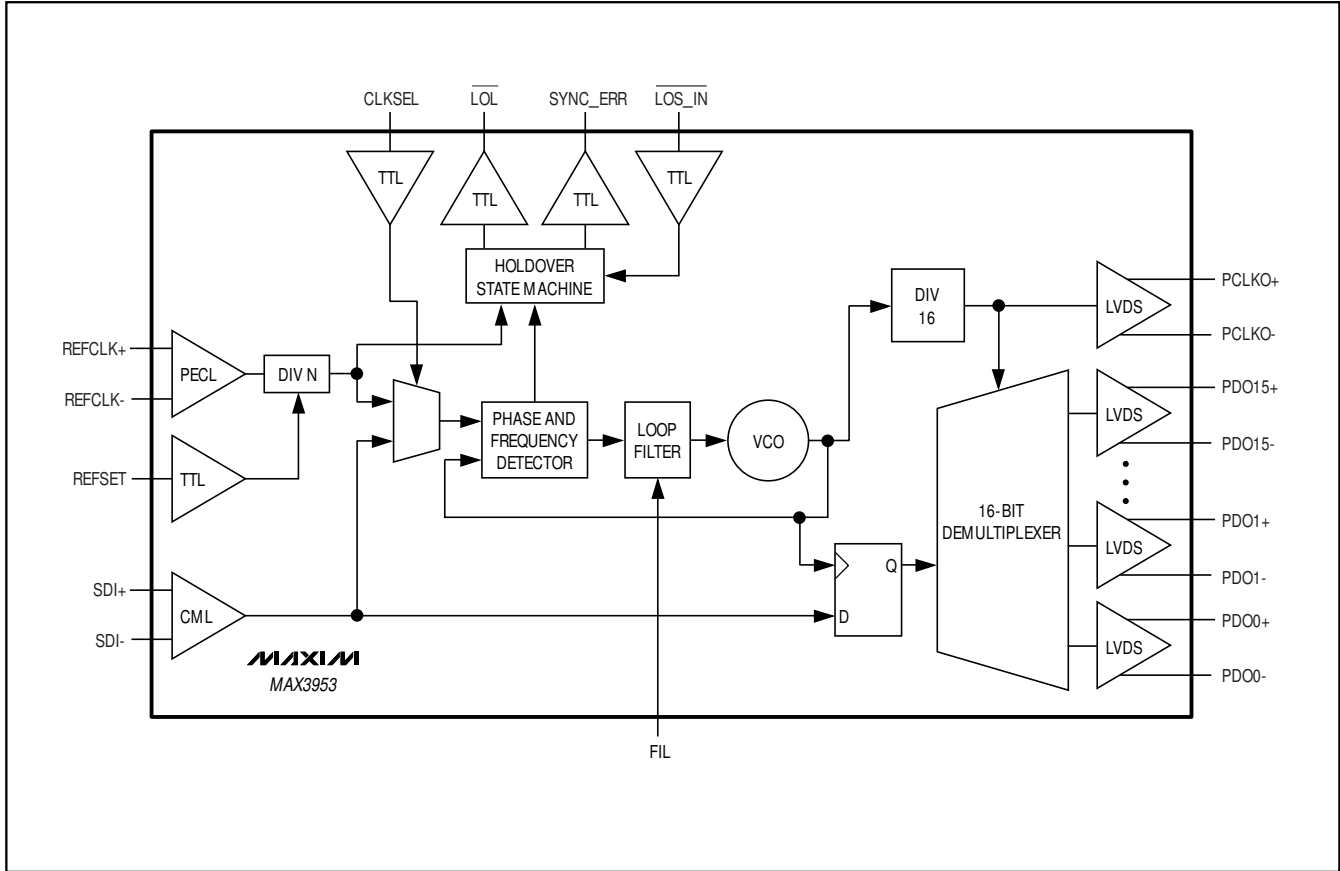 CLKSEL
LOL
SYNC_ERR
LOS_IN
TTL
TTL
TTL
TTL
HOLDOVER
STATE MACHINE
REFCLK+
REFCLK-
PECL
DIV N
REFSET
TTL
PHASE AND
FREQUENCY
DETECTOR
LOOP
FILTER
VCO
DIV
16
LVDS
PCLKO+
PCLKO-
LVDS
PDO15+
PDO15-
16-BIT
DEMULTIPLEXER
LVDS
PDO1+
PDO1-
LVDS
PDO0+
PDO0-
Q
D
SDI+
SDI-
CML
MAXIM
MAX3953
FIL